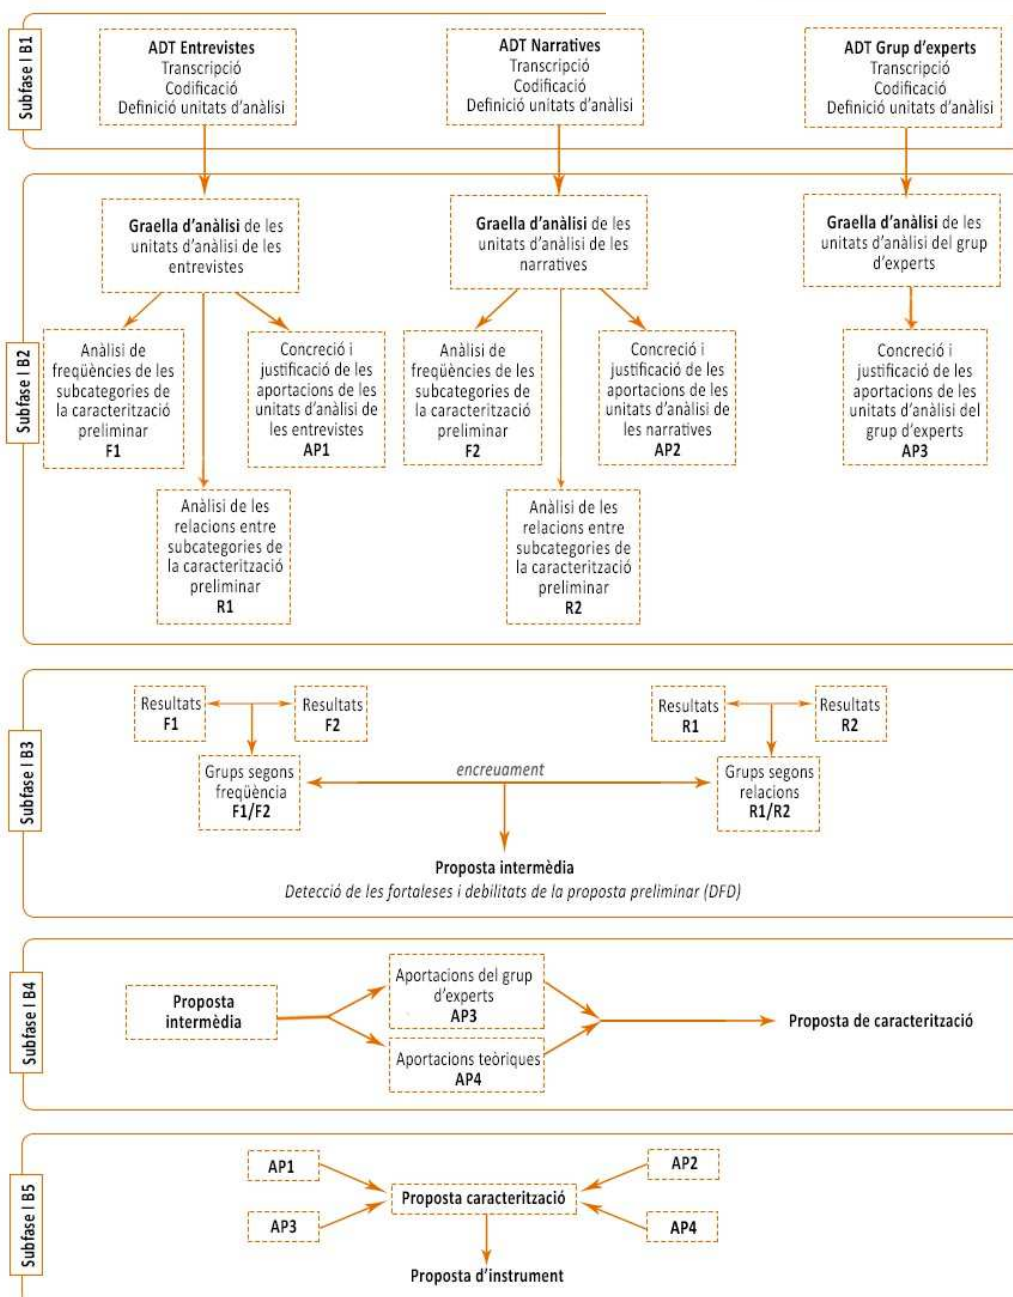 Subfase I B1
ADT Entrevistes
Transcripció
Codificació
Definició unitats d'anàlisi
ADT Narratives
Transcripció
Codificació
Definició unitats d'anàlisi
ADT Grup d'experts
Transcripció
Codificació
Definició unitats d'anàlisi
Subfase I B2
Graella d'anàlisi de les
unitats d'anàlisi de les
entrevistes
Graella d'anàlisi de les
unitats d'anàlisi de les
narratives
Graella d'anàlisi de les
unitats d'anàlisi del grup
d'experts
Anàlisi de
freqüències de les
subcategories de
la caracterització
preliminar
F1
Concreció i
justificació de les
aportacions de les
unitats d'anàlisi de
les entrevistes
AP1
Anàlisi de
freqüències de les
subcategories de
la caracterització
preliminar
F2
Concreció i
justificació de les
aportacions de les
unitats d'anàlisi de
les narratives
AP2
Concreció i
justificació de les
aportacions de les
unitats d'anàlisi del
grup d'experts
AP3
Anàlisi de les
relacions entre
subcategories de
la caracterització
preliminar
R1
Anàlisi de les
relacions entre
subcategories de
la caracterització
preliminar
R2
Subfase I B3
Resultats
F1
Resultats
F2
Resultats
R1
Resultats
R2
Grups segons
freqüència
F1/F2
encreuament
Grups segons
relacions
R1/R2
Proposta intermèdia
Detecció de les fortaleses i debilitats de la proposta preliminar (DFD)
Subfase I B4
Proposta
intermèdia
Aportacions del grup
d'experts
AP3
Aportacions teòriques
AP4
Proposta de caracterització
Subfase I B5
AP1
AP2
Proposta caracterització
AP3
AP4
Proposta d'instrument